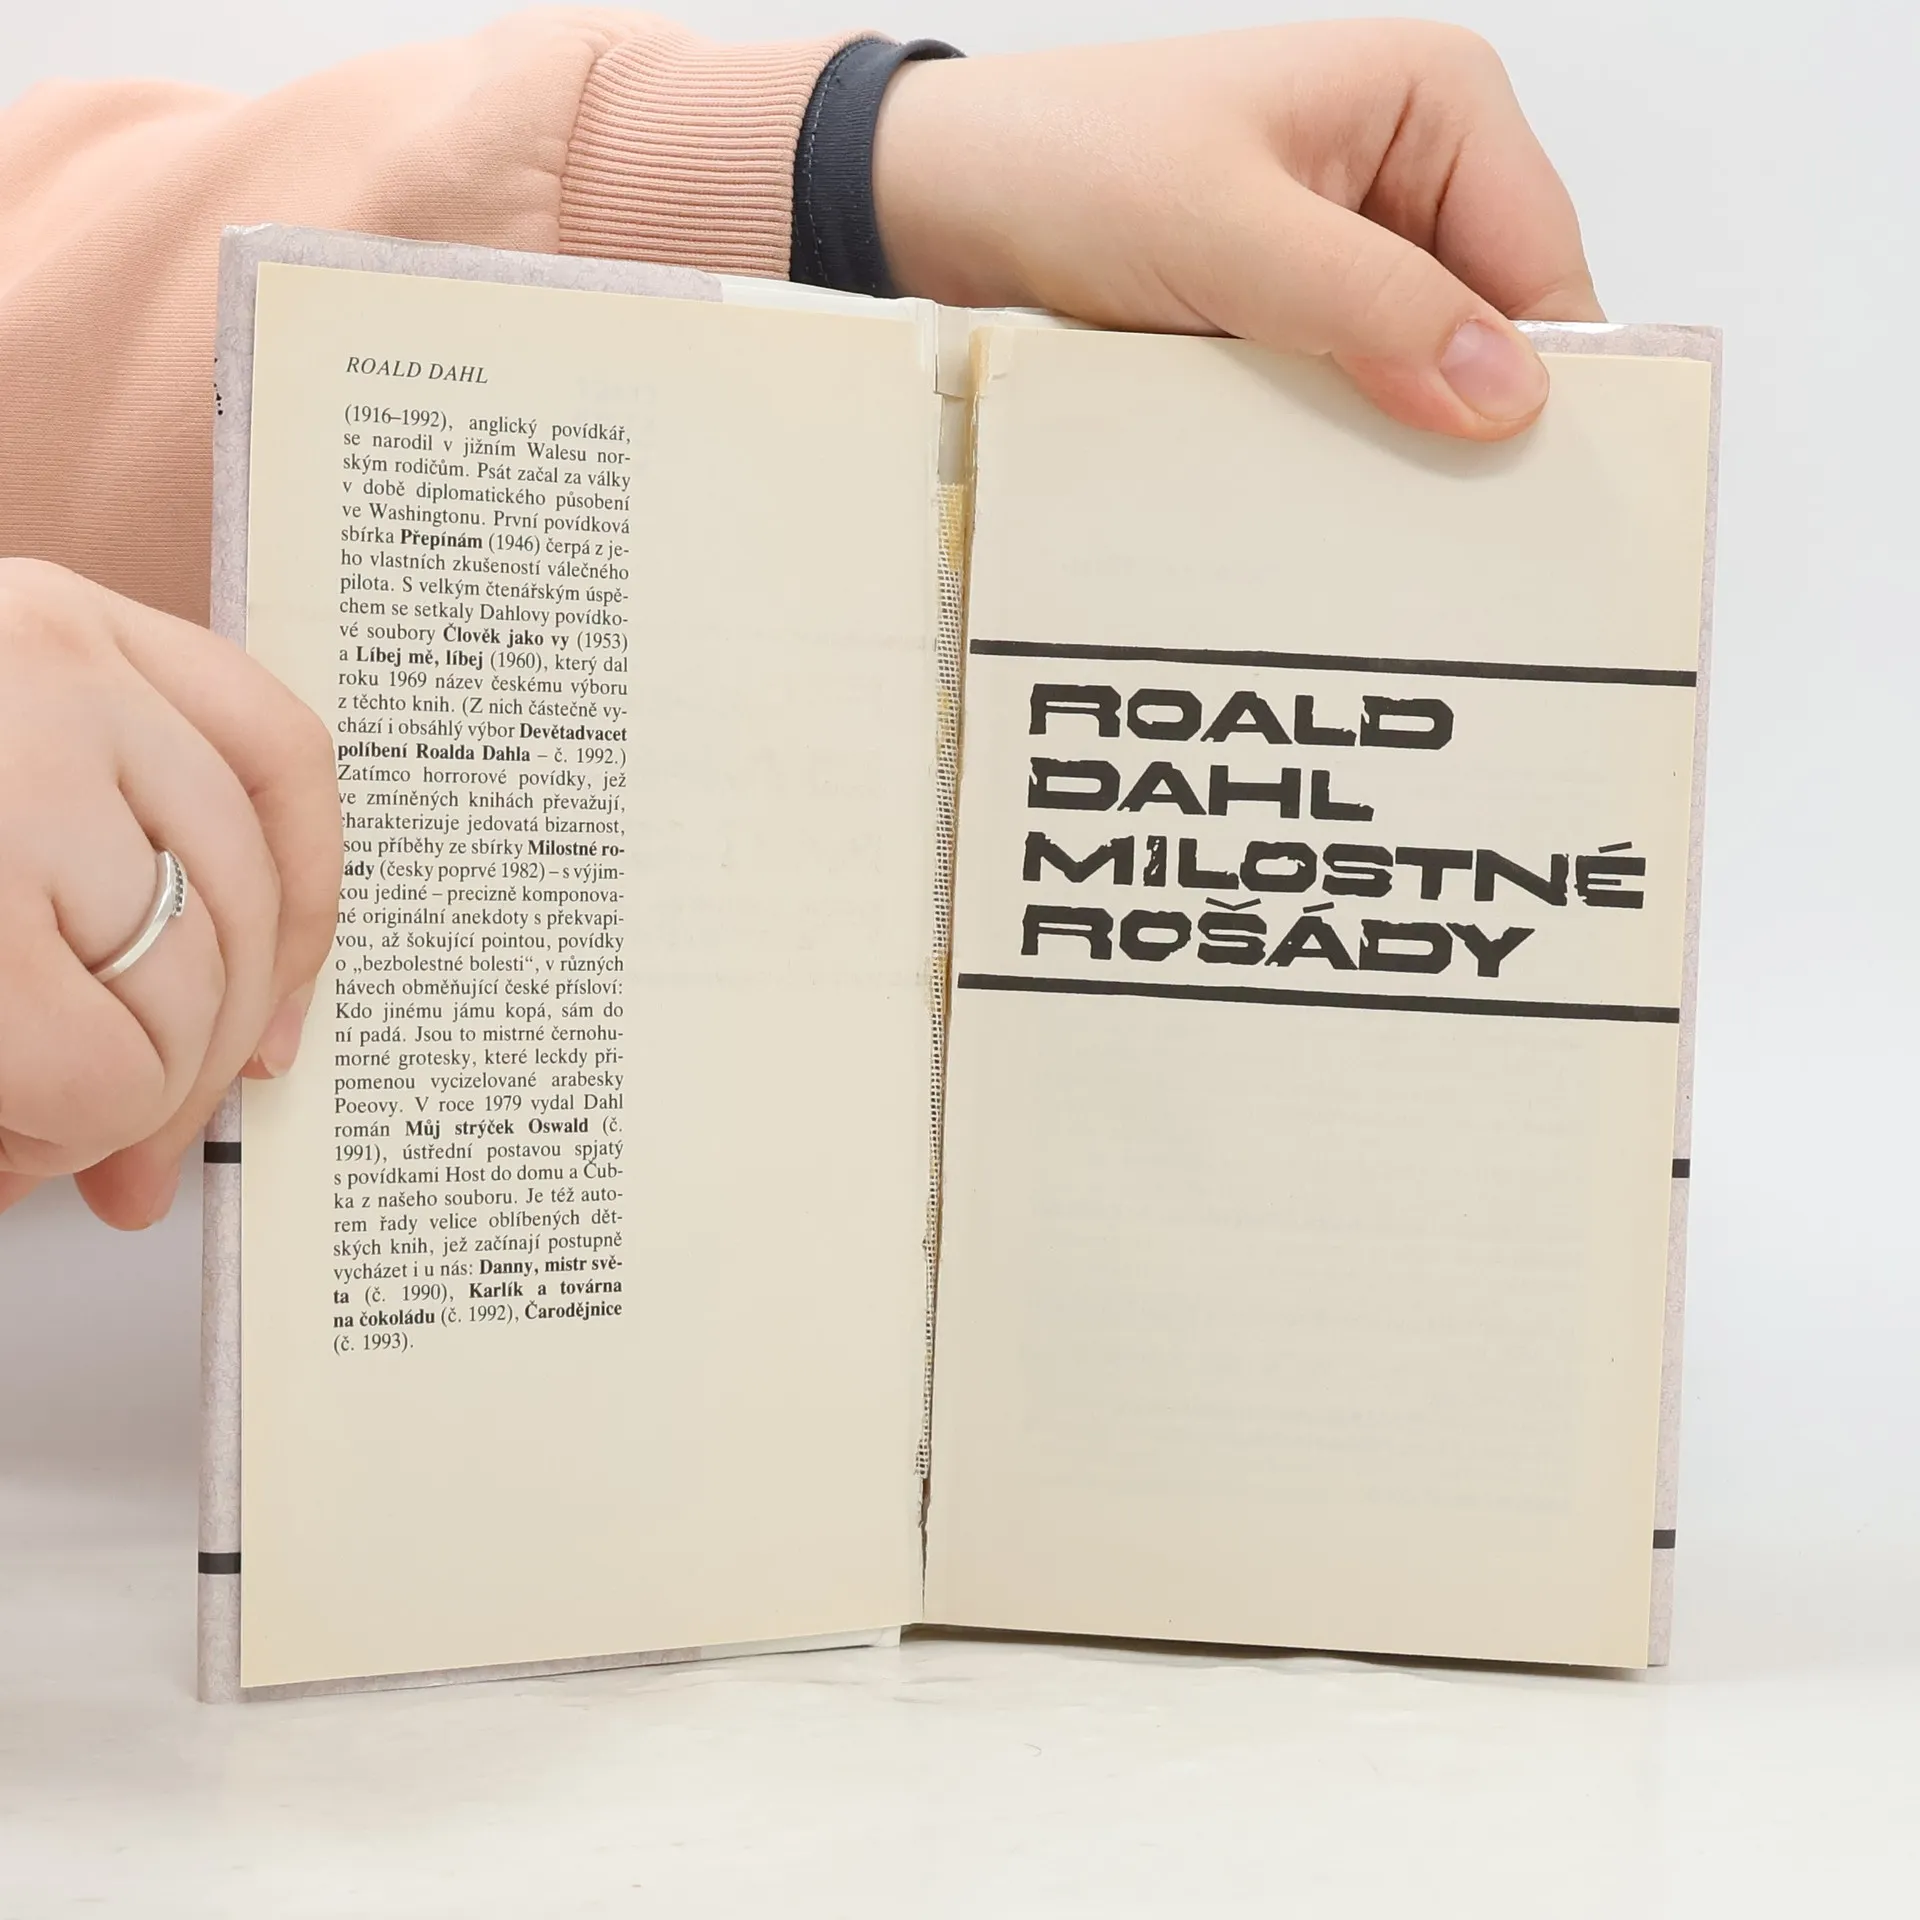 ROALD DAHL
(1916–1992), anglický povídkář,
se narodil v jižním Walesu nor-
ským rodičům. Psát začal za války
v době diplomatického působení
ve Washingtonu. První povídková
sbírka Přepínám (1946) čerpá z je-
ho vlastních zkušeností válečného
pilota. S velkým čtenářským úspě-
chem se setkaly Dahlovy povídko-
vé soubory Člověk jako vy (1953)
a Líbej mě, líbej (1960), který dal
roku 1969 název českému výboru
z těchto knih. (Z nich částečně vy-
chází i obsáhlý výbor Devětadvacet
políbení Roalda Dahla – č. 1992.)
Zatímco horrorové povídky, jež
ve zmíněných knihách převažují,
charakterizuje jedovatá bizarnost,
jsou příběhy ze sbírky Milostné ro-
šády (česky poprvé 1982) – s výjim-
kou jediné – precizně komponova-
né originální anekdoty s překvapi-
vou, až šokující pointou, povídky
o „bezbolestné bolesti“, v různých
hávech obměňující české přísloví:
Kdo jinému jámu kopá, sám do
ní padá. Jsou to mistrné černohu-
morné grotesky, které leckdy při-
pomenou vycizelované arabesky
Poeovy. V roce 1979 vydal Dahl
román Můj strýček Oswald (č.
1991), ústřední postavou spjatý
s povídkami Host do domu a Čub-
ka z našeho souboru. Je též auto-
rem řady velice oblíbených dět-
ských knih, jež začínají postupně
vycházet i u nás: Danny, mistr svě-
ta (č. 1990), Karlík a továrna
na čokoládu (č. 1992), Čarodějnice
(č. 1993).
ROALD
DAHL
MILOSTNÉ
ROŠÁDY